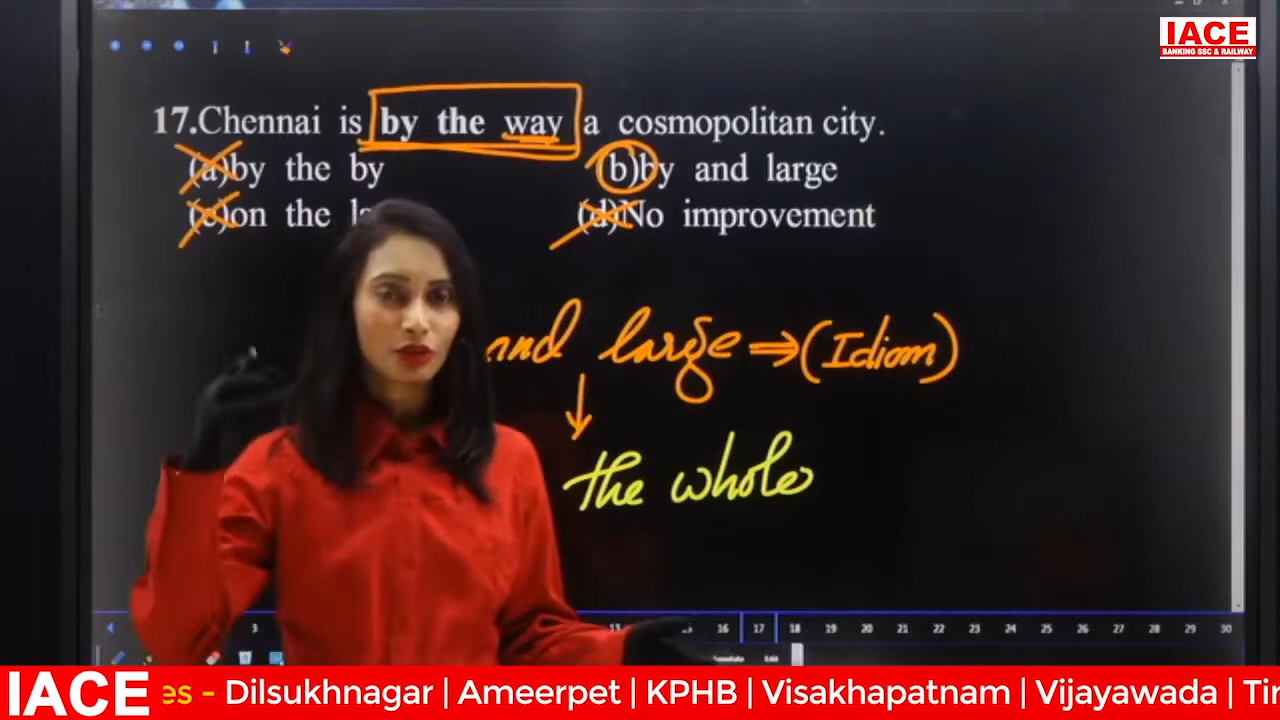 IACE
BANKING SSC & RAILWAY
17.Chennai is by the way a cosmopolitan city.
(a)by the by (b)by and large
(c)on the (d)No improvement
and large ⇒ (Idiom)
↓
the whole
3 13 15 16 17 18 19 20 21 22 23 24 25 26 27 28 29 30
IACE es - Dilsukhnagar | Ameerpet | KPHB | Visakhapatnam | Vijayawada | Tir